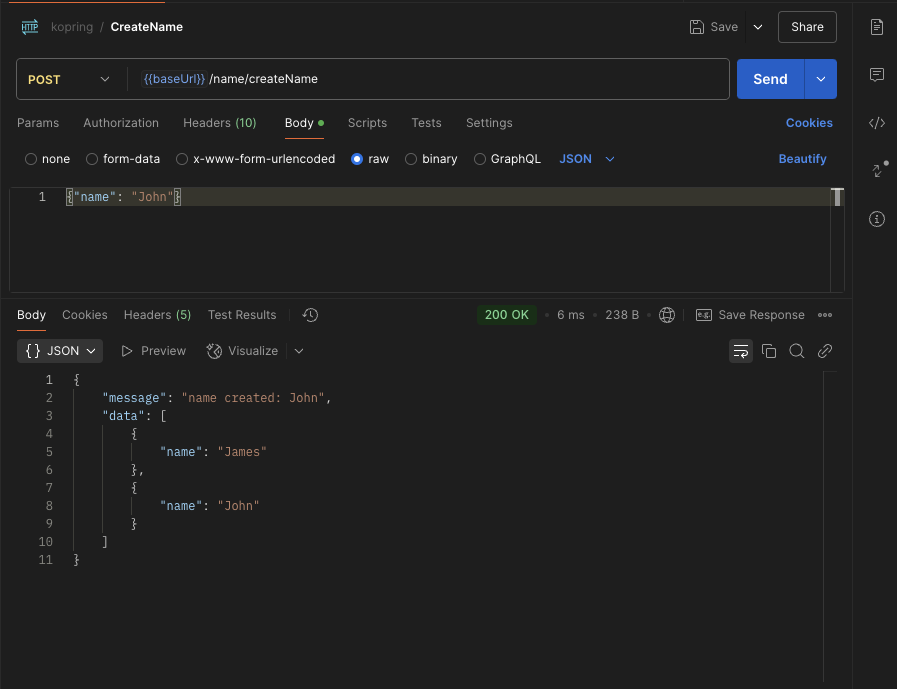 HTTP kopring / CreateName Save Share
POST {{baseUrl}} /name/createName Send
Params Authorization Headers (10) Body Scripts Tests Settings Cookies
none form-data x-www-form-urlencoded raw binary GraphQL JSON Beautify
1 {"name": "John"}
Body Cookies Headers (5) Test Results 200 OK • 6 ms • 238 B • e.g. Save Response
{} JSON Preview Visualize
1 {
2 "message": "name created: John",
3 "data": [
4 {
5 "name": "James"
6 },
7 {
8 "name": "John"
9 }
10 ]
11 }